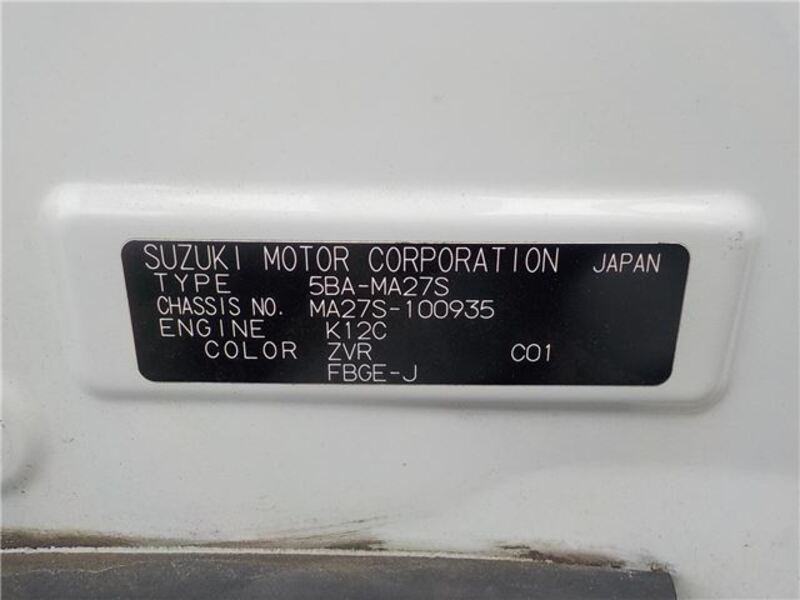 SUZUKI MOTOR CORPORATION JAPAN
TYPE 5BA-MA27S
CHASSIS NO. MA27S-100935
ENGINE K12C
COLOR ZVR C01
FBGE-J